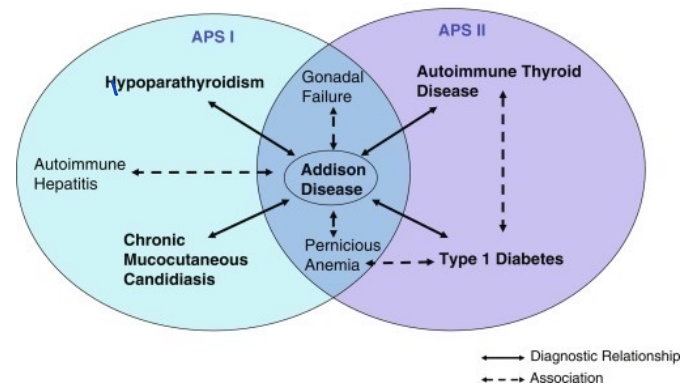 APS I
APS II
Hypoparathyroidism
Gonadal
Failure
Autoimmune Thyroid
Disease
Autoimmune
Hepatitis
Addison
Disease
Chronic
Mucocutaneous
Candidiasis
Pernicious
Anemia
Type 1 Diabetes
Diagnostic Relationship
Association